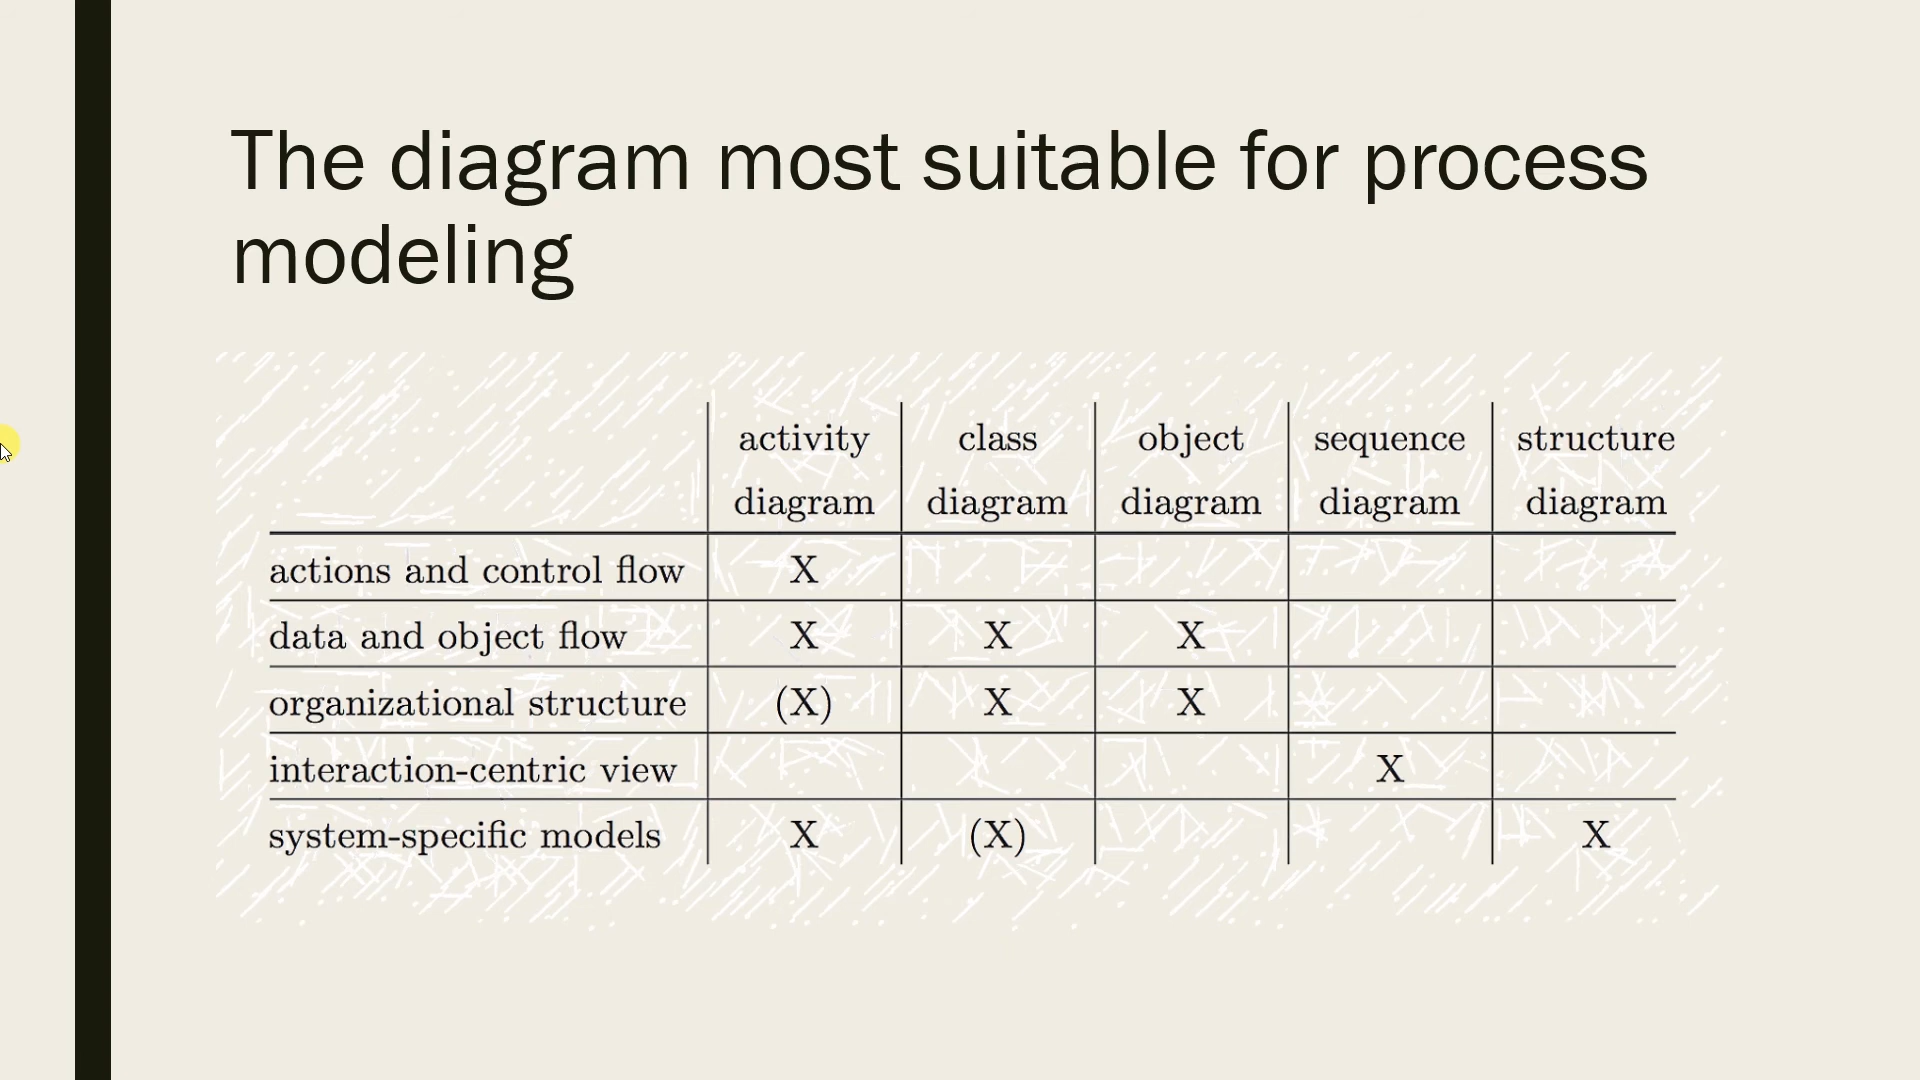 The diagram most suitable for process
modeling
activity class object sequence structure
diagram diagram diagram diagram diagram
actions and control flow X
data and object flow X X X
organizational structure (X) X X
interaction-centric view X
system-specific models X (X) X